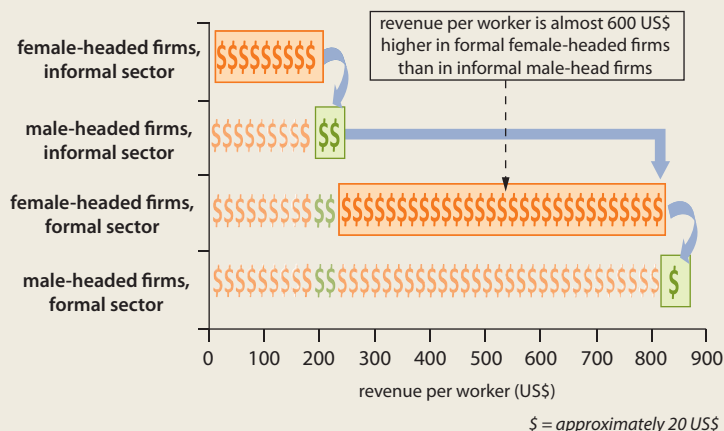 revenue per worker is almost 600 US$
higher in formal female-headed firms
than in informal male-head firms
female-headed firms,
informal sector
$$$$$$$$$
male-headed firms,
informal sector
$$$$$$$$$ $$
female-headed firms,
formal sector
$$$$$$$$$ $$ $$$$$$$$$$$$$$$$$$$$$$$$$$$$$
male-headed firms,
formal sector
$$$$$$$$$ $$ $$$$$$$$$$$$$$$$$$$$$$$$$$$$$ $
0 100 200 300 400 500 600 700 800 900
revenue per worker (US$)
$ = approximately 20 US$